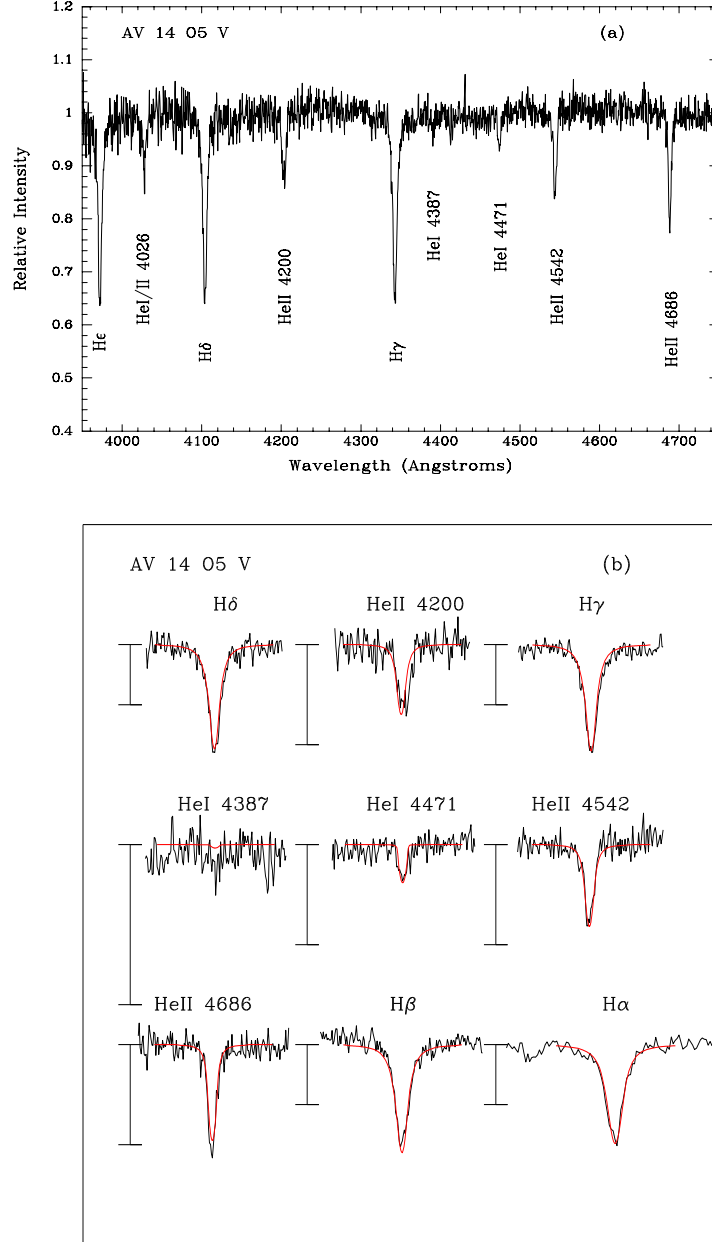 AV 14 O5 V (a)
1.2
1.1
1
0.9
0.8
0.7
0.6
0.5
0.4
Relative Intensity
Hϵ
HeI/II 4026
Hδ
HeII 4200
Hγ
HeI 4387
HeI 4471
HeII 4542
HeII 4686
4000 4100 4200 4300 4400 4500 4600 4700
Wavelength (Angstroms)
AV 14 O5 V (b)
Hδ HeII 4200 Hγ
HeI 4387 HeI 4471 HeII 4542
HeII 4686 Hβ Hα